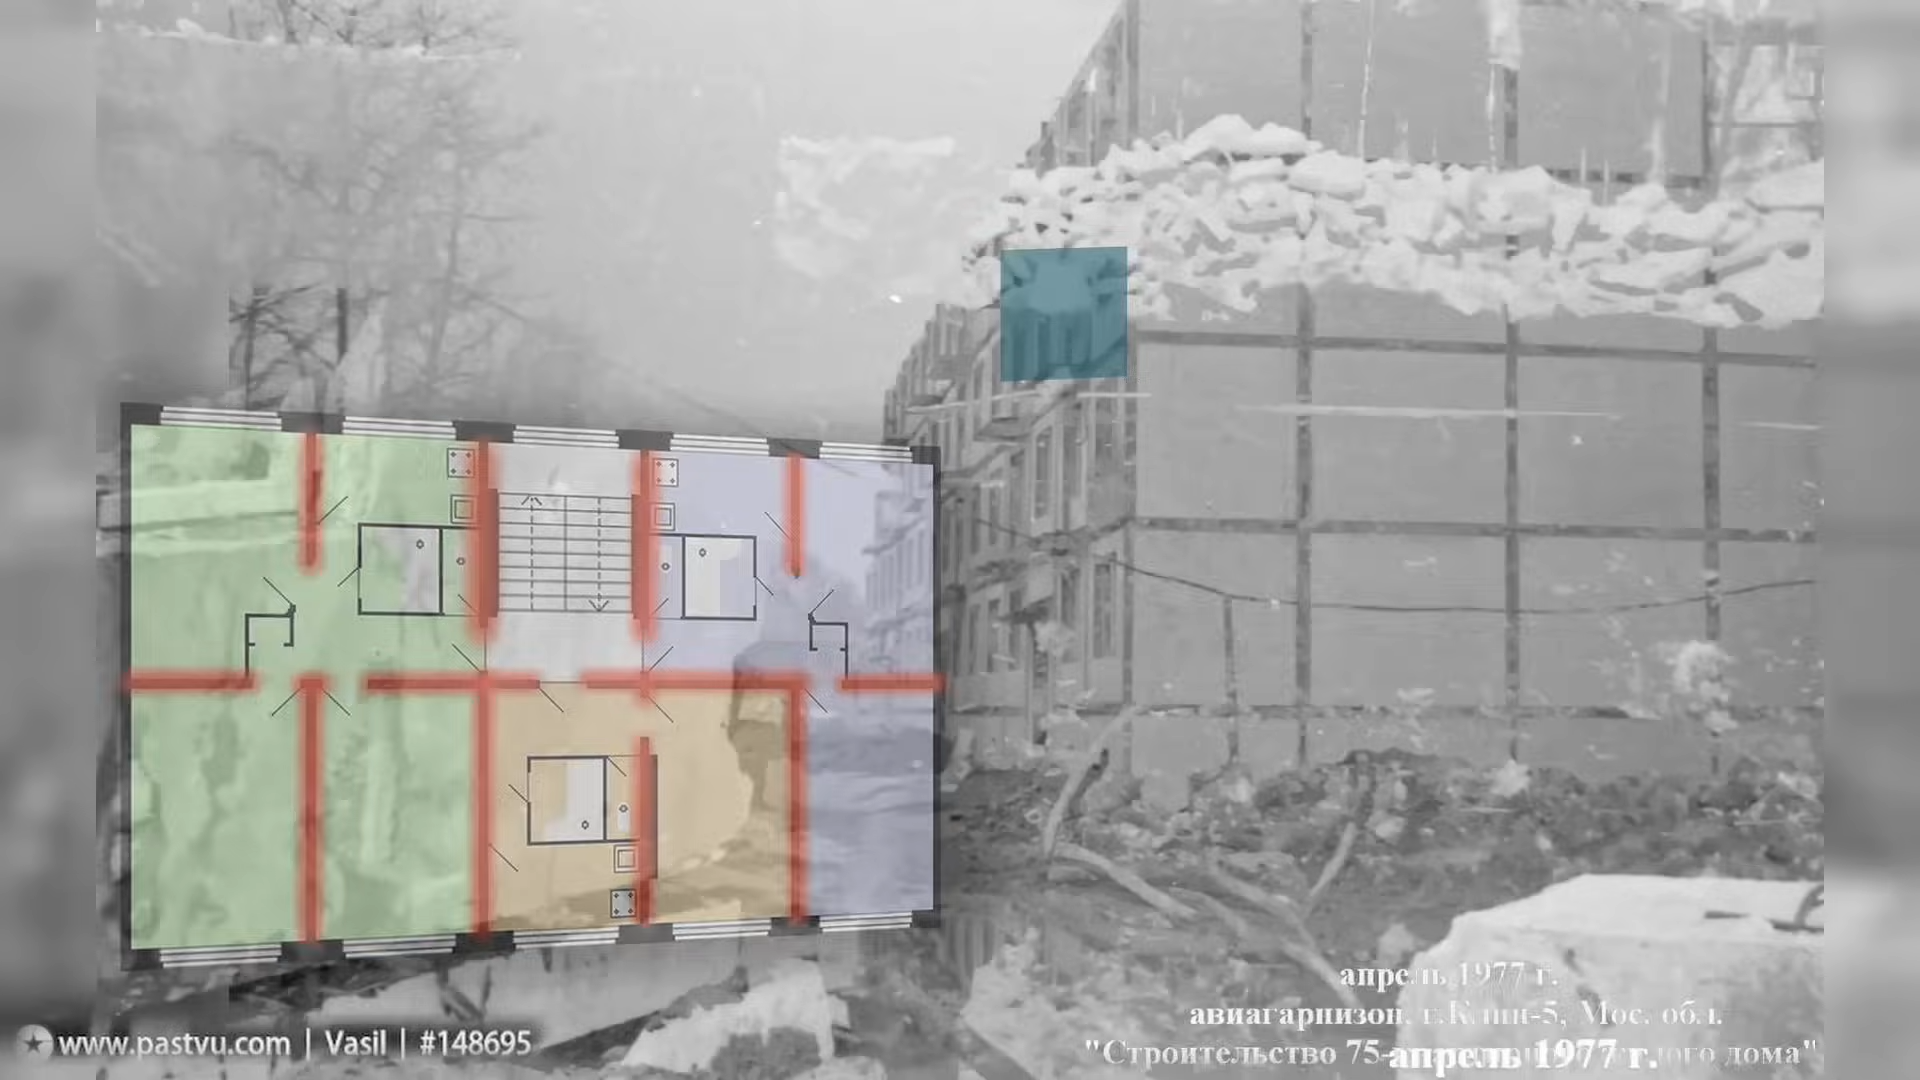 апрель 1977 г.
авиагарнизон. г.Клин-5, Мос. обл.
"Строительство 75- дома"
апрель 1977 г.
www.pastvu.com | Vasil | #148695